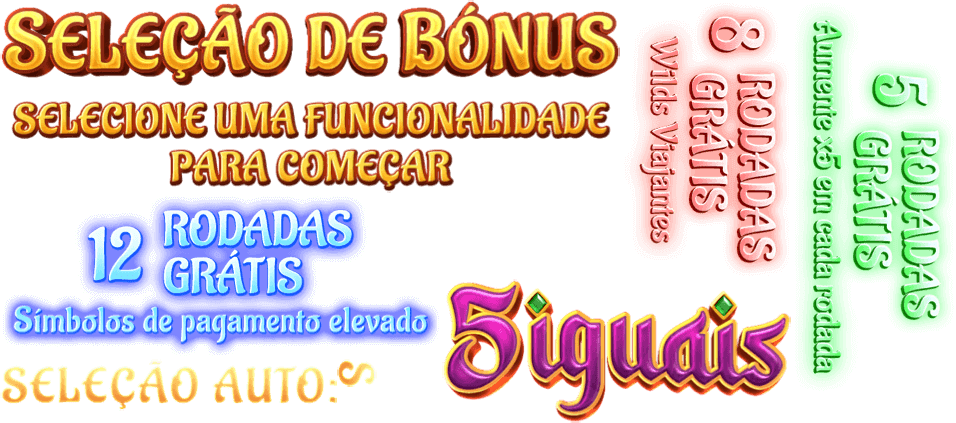 SELEÇÃO DE BÓNUS
SELECIONE UMA FUNCIONALIDADE
PARA COMEÇAR
12 RODADAS
GRÁTIS
Símbolos de pagamento elevado
SELEÇÃO AUTO:
S
5iguais
8 RODADAS
GRÁTIS
Wilds Viajantes
5 RODADAS
GRÁTIS
Aumente x5 em cada rodada